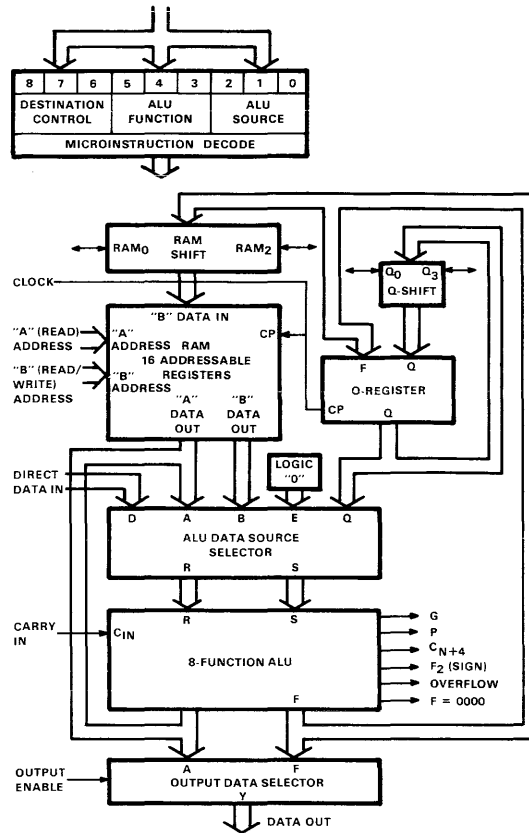 8 7 6 5 4 3 2 1 0
DESTINATION CONTROL
ALU FUNCTION
ALU SOURCE
MICROINSTRUCTION DECODE
RAM0
RAM SHIFT
RAM2
Q0 Q3
Q-SHIFT
CLOCK
"B" DATA IN
CP
"A" (READ) ADDRESS
"A" ADDRESS
RAM
16 ADDRESSABLE REGISTERS
"B" (READ/ WRITE) ADDRESS
"B" ADDRESS
"A" DATA OUT
"B" DATA OUT
F Q
O-REGISTER
CP
Q
LOGIC "0"
DIRECT DATA IN
D A B E Q
ALU DATA SOURCE SELECTOR
R S
R S
CARRY IN
CIN
8-FUNCTION ALU
F
G
P
CN+4
F2 (SIGN)
OVERFLOW
F = 0000
OUTPUT ENABLE
A F
OUTPUT DATA SELECTOR
Y
DATA OUT